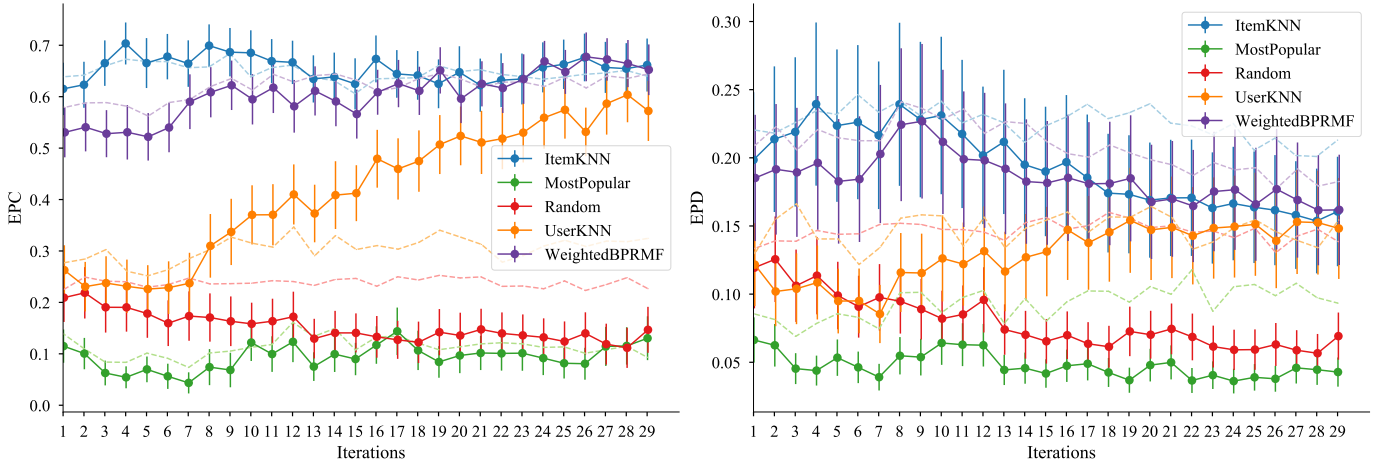 EPC
0.7
0.6
0.5
0.4
0.3
0.2
0.1
0.0
ItemKNN
MostPopular
Random
UserKNN
WeightedBPRMF
1 2 3 4 5 6 7 8 9 10 11 12 13 14 15 16 17 18 19 20 21 22 23 24 25 26 27 28 29
Iterations
EPD
0.30
0.25
0.20
0.15
0.10
0.05
ItemKNN
MostPopular
Random
UserKNN
WeightedBPRMF
1 2 3 4 5 6 7 8 9 10 11 12 13 14 15 16 17 18 19 20 21 22 23 24 25 26 27 28 29
Iterations